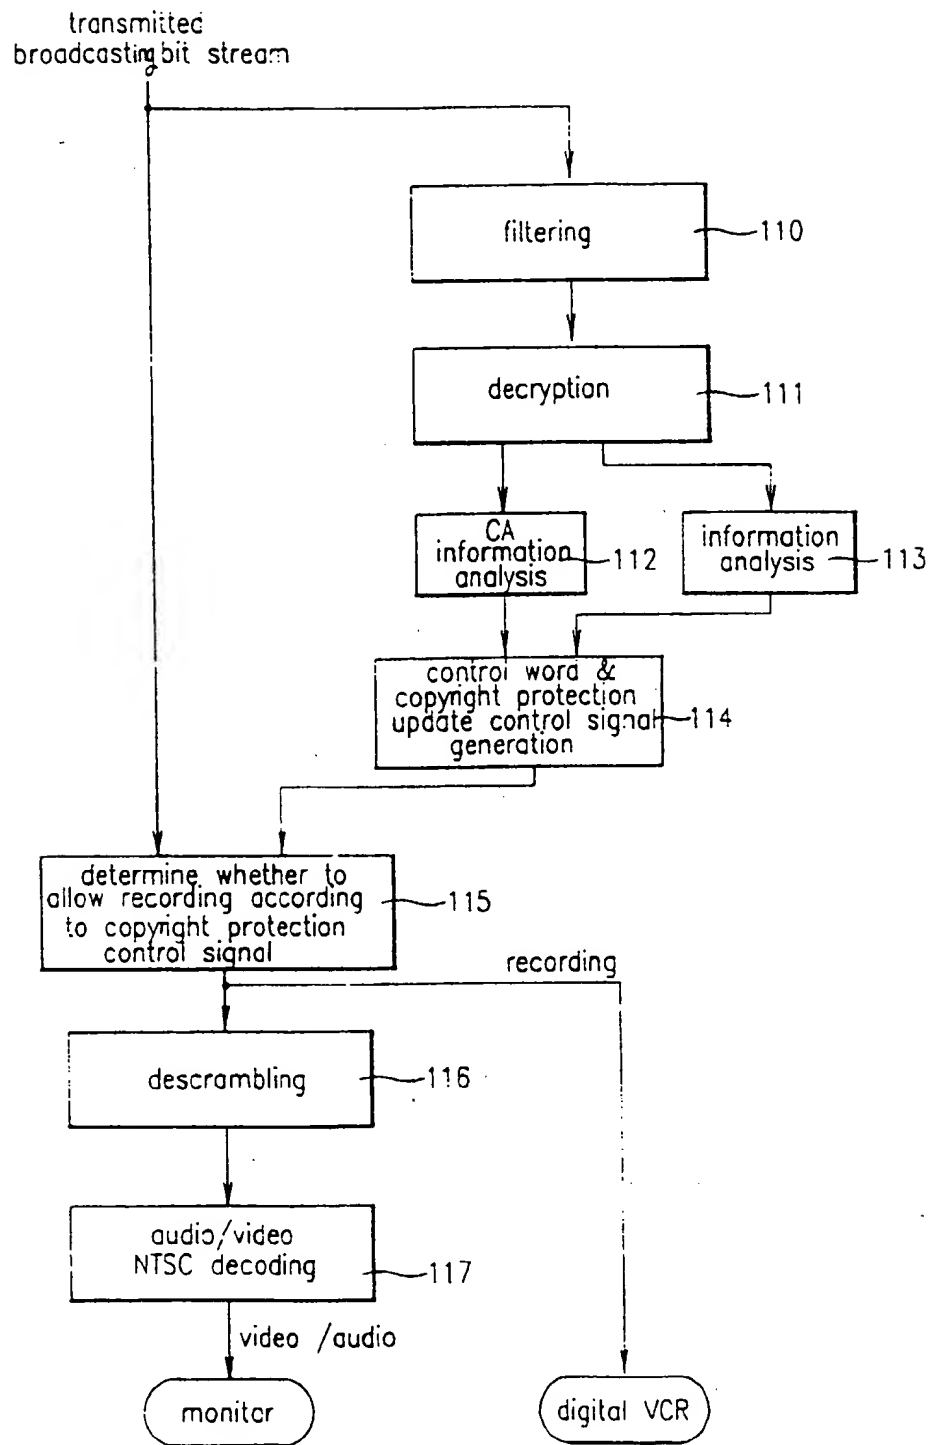 transmitted
broadcasting bit stream
filtering
110
decryption
111
CA
information
analysis
112
information
analysis
113
control word &
copyright protection
update control signal
generation
114
determine whether to
allow recording according
to copyright protection
control signal
115
recording
descrambling
116
audio/video
NTSC decoding
117
video /audio
monitor
digital VCR